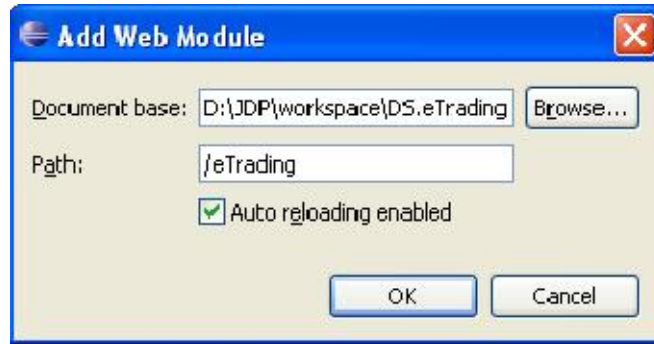 Add Web Module
Document base: D:\JDP\workspace\DS.eTrading Browse...
Path: /eTrading
Auto reloading enabled
OK Cancel